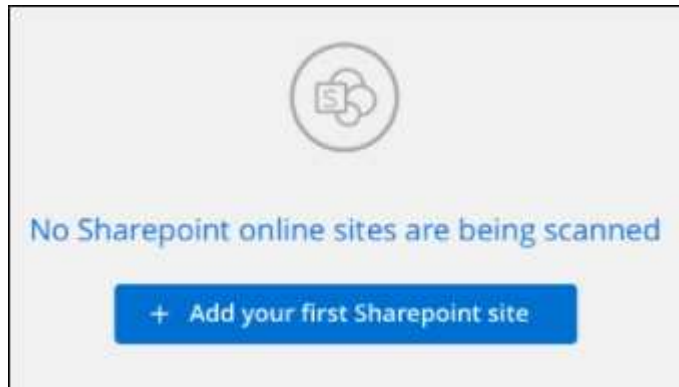 S
No Sharepoint online sites are being scanned
+ Add your first Sharepoint site